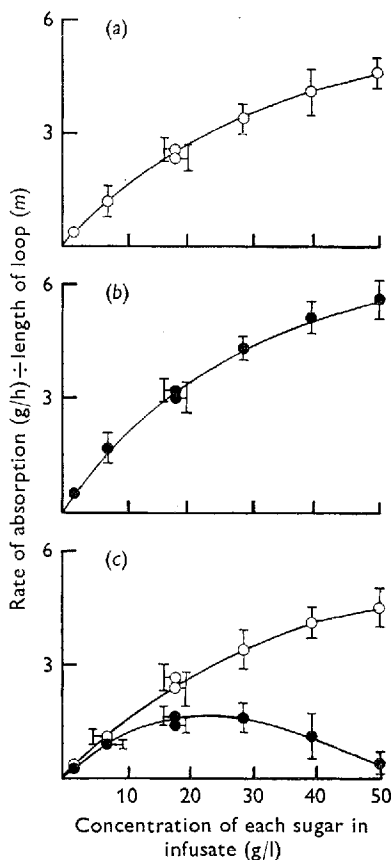 Rate of absorption (g/h) ÷ length of loop (m)
(a)
6
3
(b)
3
(c)
6
3
0
10
20
30
40
50
Concentration of each sugar in
infusate (g/l)